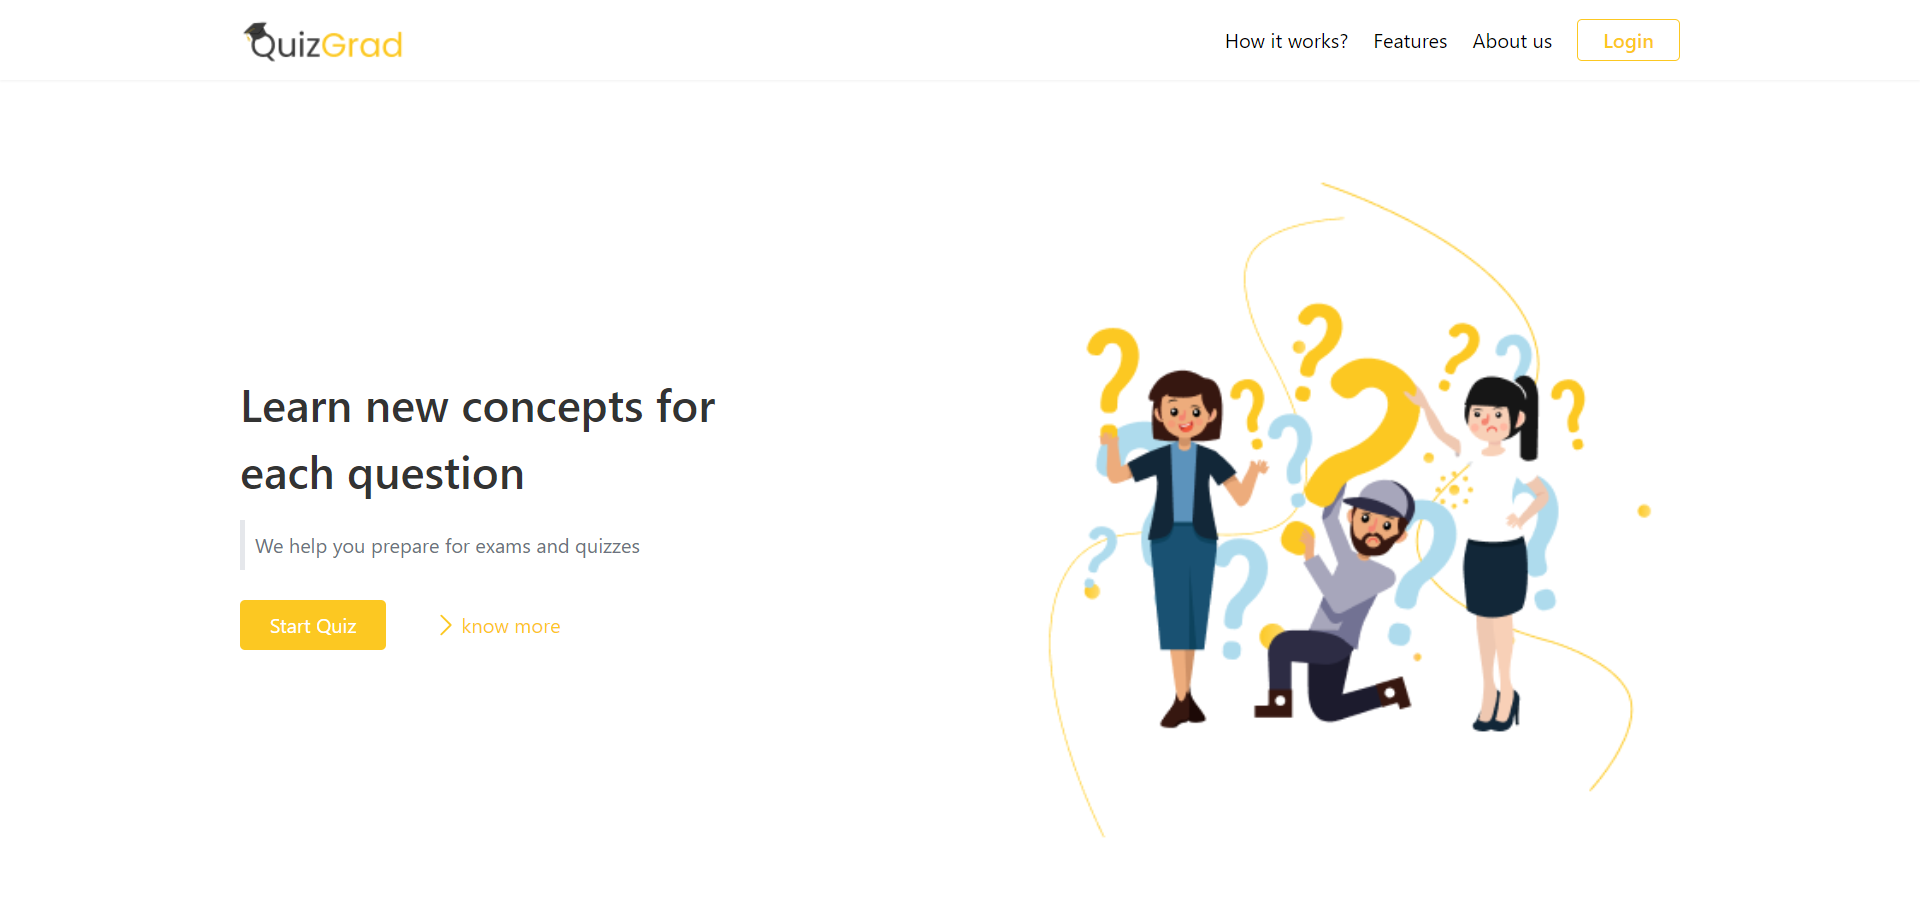 QuizGrad
How it works?
Features
About us
Login
Learn new concepts for
each question
We help you prepare for exams and quizzes
Start Quiz
know more